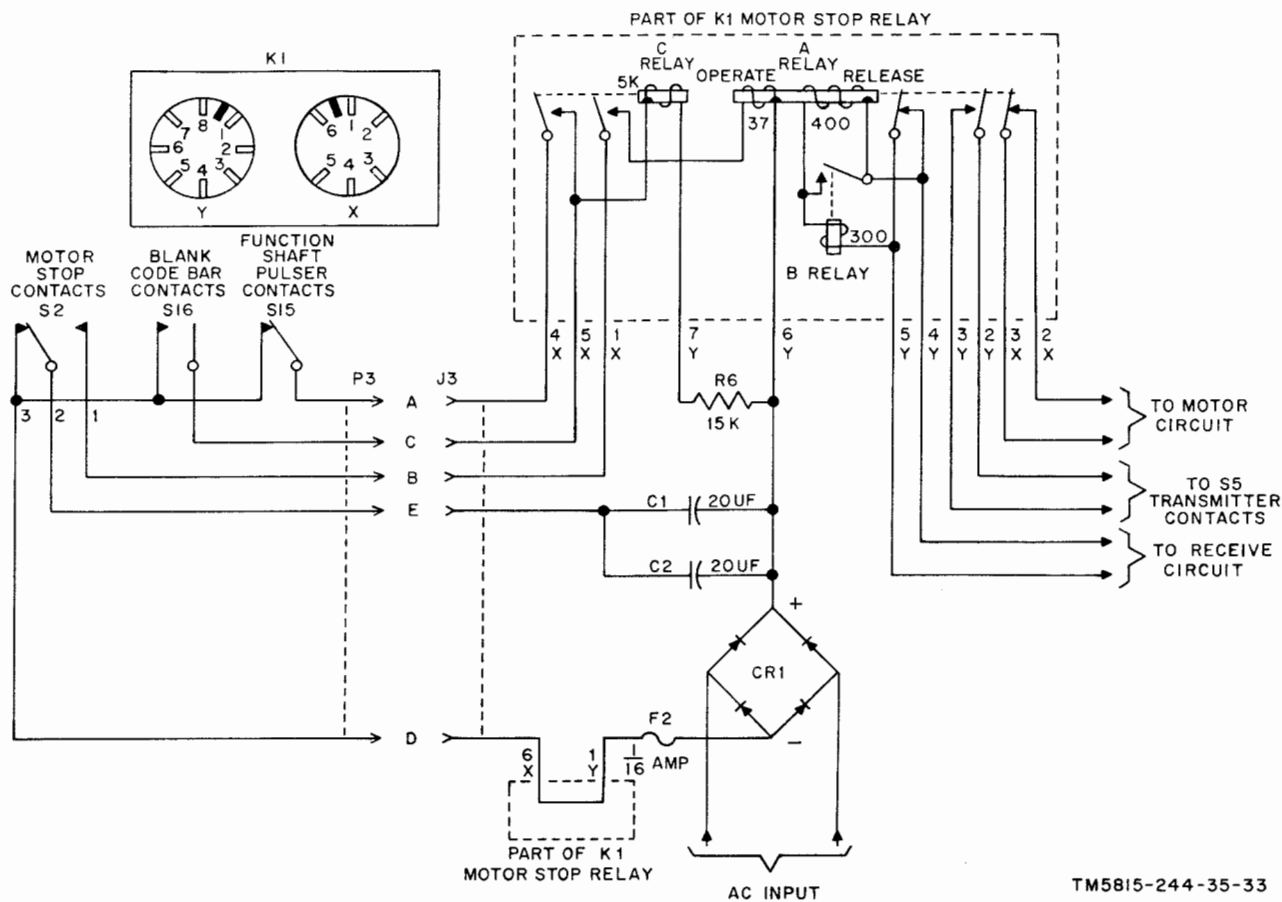 PART OF K1 MOTOR STOP RELAY
K1
8
7
1
6
2
5
4
3
Y
6
1
2
5
4
3
X
C
RELAY
5K
OPERATE
A
RELAY
RELEASE
37
400
300
B RELAY
MOTOR
STOP
CONTACTS
S2
BLANK
CODE BAR
CONTACTS
S16
FUNCTION
SHAFT
PULSER
CONTACTS
S15
4 5 1 7 6 5 4 3 2 3 2
X X X Y Y Y Y Y Y X X
P3
J3
3 2 1
A
C
B
E
D
R6
15K
C1
20UF
C2
20UF
TO MOTOR
CIRCUIT
TO S5
TRANSMITTER
CONTACTS
TO RECEIVE
CIRCUIT
+
CR1
−
F2
1/16 AMP
6 1
X Y
PART OF K1
MOTOR STOP RELAY
AC INPUT
TM5815-244-35-33